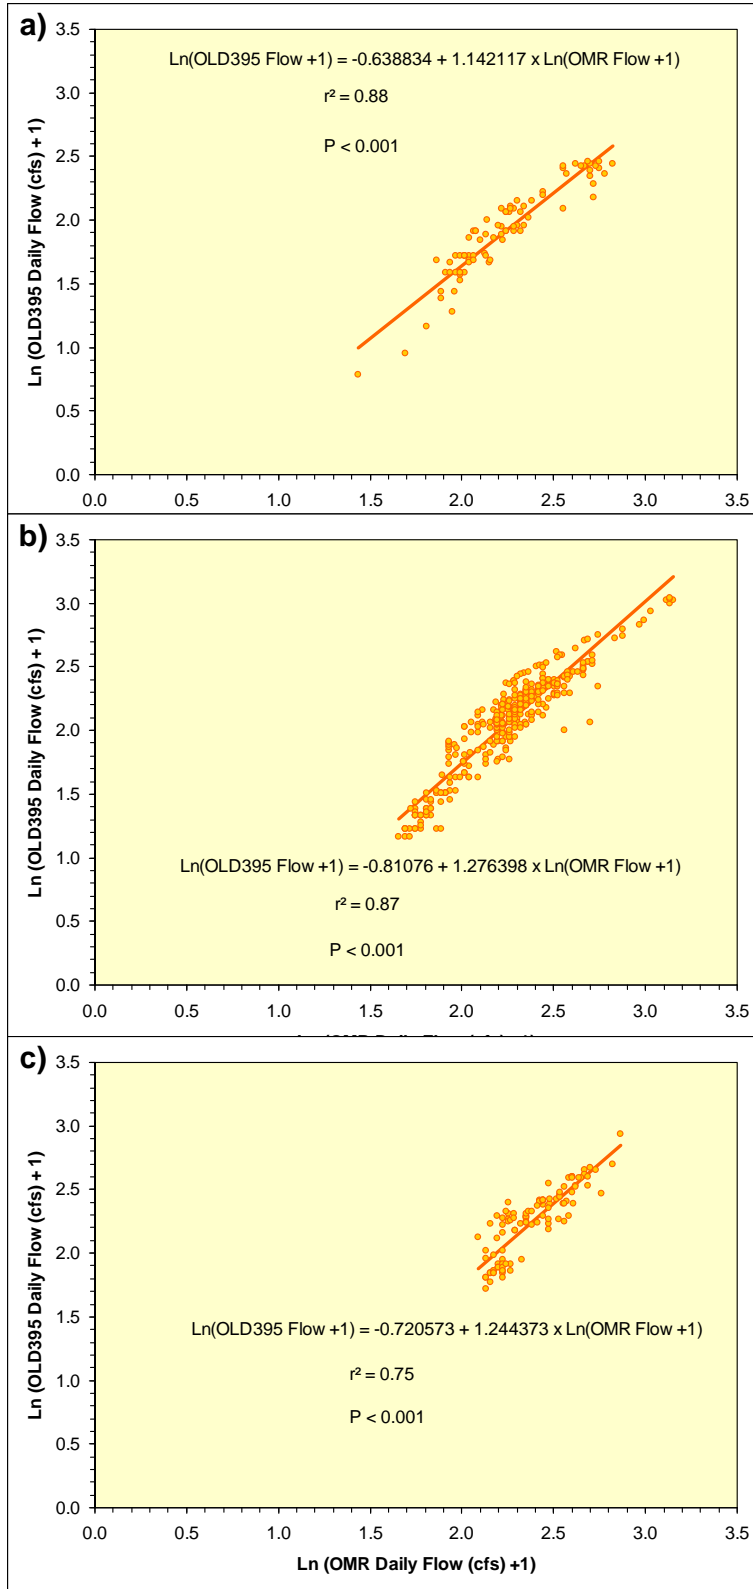 a)
3.5
3.0
2.5
2.0
1.5
1.0
0.5
0.0
Ln (OLD395 Daily Flow (cfs) + 1)
Ln(OLD395 Flow +1) = -0.638834 + 1.142117 x Ln(OMR Flow +1)
r² = 0.88
P < 0.001
0.0 0.5 1.0 1.5 2.0 2.5 3.0 3.5
b)
3.5
3.0
2.5
2.0
1.5
1.0
0.5
0.0
Ln (OLD395 Daily Flow (cfs) + 1)
Ln(OLD395 Flow +1) = -0.81076 + 1.276398 x Ln(OMR Flow +1)
r² = 0.87
P < 0.001
0.0 0.5 1.0 1.5 2.0 2.5 3.0 3.5
c)
3.5
3.0
2.5
2.0
1.5
1.0
0.5
0.0
Ln (OLD395 Daily Flow (cfs) + 1)
Ln(OLD395 Flow +1) = -0.720573 + 1.244373 x Ln(OMR Flow +1)
r² = 0.75
P < 0.001
0.0 0.5 1.0 1.5 2.0 2.5 3.0 3.5
Ln (OMR Daily Flow (cfs) +1)